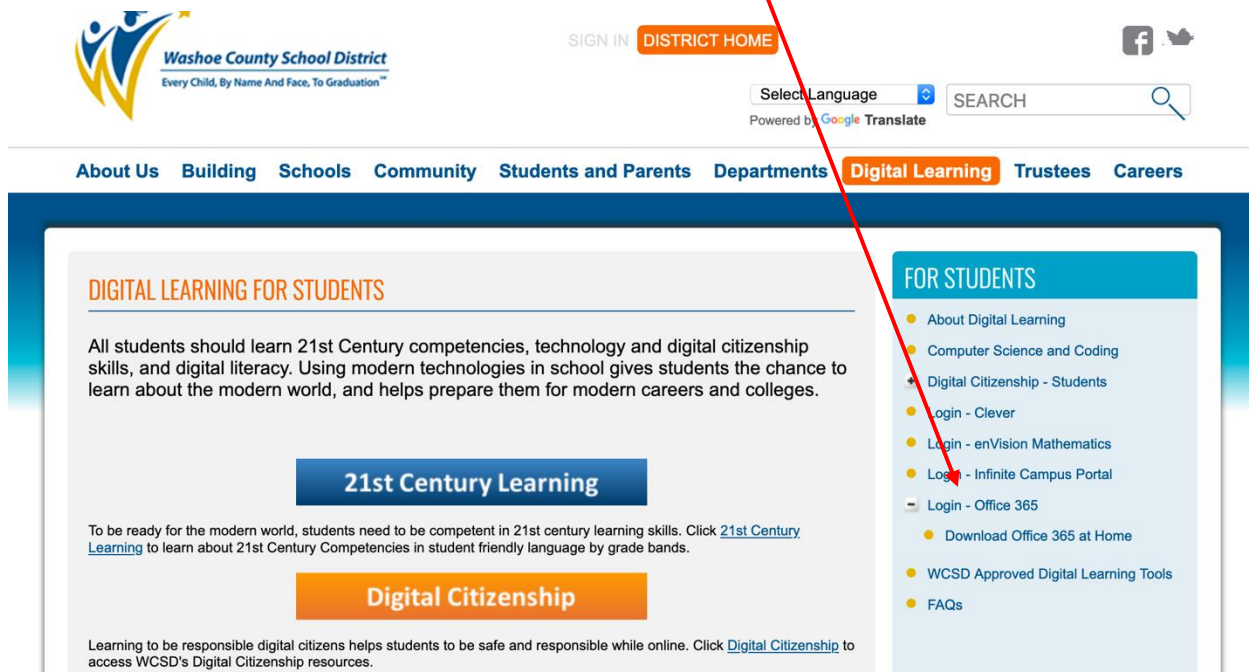 Washoe County School District
Every Child, By Name And Face, To Graduation™
SIGN IN DISTRICT HOME
Select Language
SEARCH
Powered by Google Translate
About Us Building Schools Community Students and Parents Departments Digital Learning Trustees Careers
DIGITAL LEARNING FOR STUDENTS
All students should learn 21st Century competencies, technology and digital citizenship
skills, and digital literacy. Using modern technologies in school gives students the chance to
learn about the modern world, and helps prepare them for modern careers and colleges.
21st Century Learning
To be ready for the modern world, students need to be competent in 21st century learning skills. Click 21st Century
Learning to learn about 21st Century Competencies in student friendly language by grade bands.
Digital Citizenship
Learning to be responsible digital citizens helps students to be safe and responsible while online. Click Digital Citizenship to
access WCSD's Digital Citizenship resources.
FOR STUDENTS
About Digital Learning
Computer Science and Coding
Digital Citizenship - Students
Login - Clever
Login - enVision Mathematics
Login - Infinite Campus Portal
Login - Office 365
Download Office 365 at Home
WCSD Approved Digital Learning Tools
FAQs